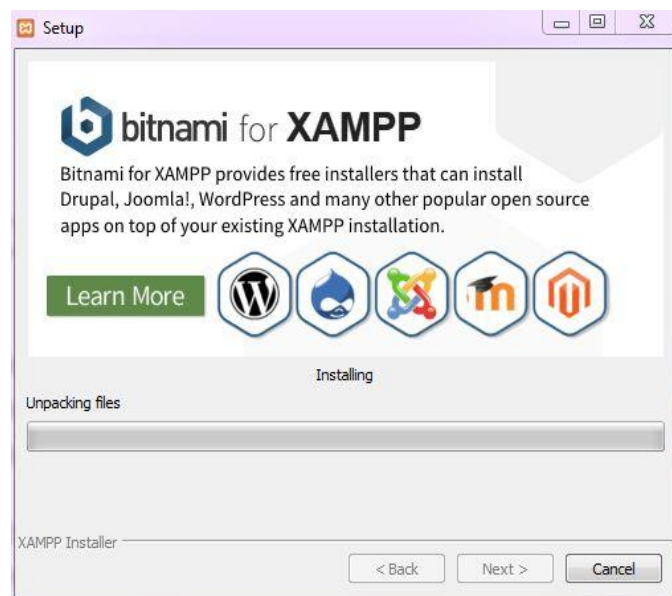 Setup
bitnami for XAMPP
Bitnami for XAMPP provides free installers that can install
Drupal, Joomla!, WordPress and many other popular open source
apps on top of your existing XAMPP installation.
Learn More
Installing
Unpacking files
XAMPP Installer
< Back Next > Cancel